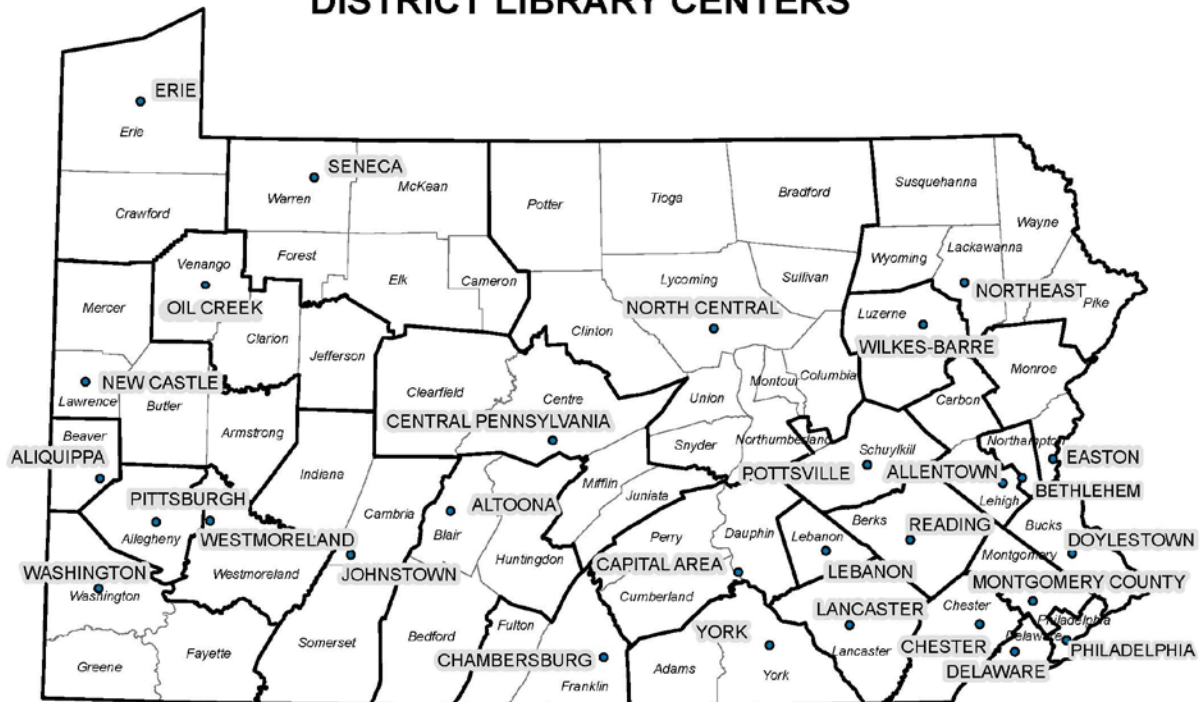 DISTRICT LIBRARY CENTERS
ERIE
Erie
SENECA
Warren
McKean
Potter
Tioga
Bradford
Susquehanna
Wayne
Crawford
Forest
Elk
Cameron
Wyoming
Lackawanna
Venango
OIL CREEK
Lycoming
Sullivan
NORTHEAST
Pike
Mercer
Clarion
NORTH CENTRAL
Luzerne
WILKES-BARRE
Clinton
Jefferson
NEW CASTLE
Lawrence
Butler
Clearfield
Centre
CENTRAL PENNSYLVANIA
Union
Montour
Columbia
Monroe
Carbon
Beaver
ALIQUIPPA
Armstrong
Snyder
Northumberland
Schuylkill
Northampton
EASTON
Indiana
Mifflin
POTTSVILLE
ALLENTOWN
Lehigh
BETHLEHEM
PITTSBURGH
Juniata
Cambria
ALTOONA
Blair
Allegheny
WESTMORELAND
Perry
Dauphin
Lebanon
Berks
READING
Bucks
DOYLESTOWN
Huntingdon
CAPITAL AREA
Montgomery
WASHINGTON
Washington
Westmoreland
JOHNSTOWN
LEBANON
MONTGOMERY COUNTY
Cumberland
LANCASTER
Chester
Philadelphia
Fulton
YORK
Delaware
Greene
Fayette
Somerset
Bedford
CHAMBERSBURG
Franklin
Adams
York
Lancaster
CHESTER
DELAWARE
PHILADELPHIA